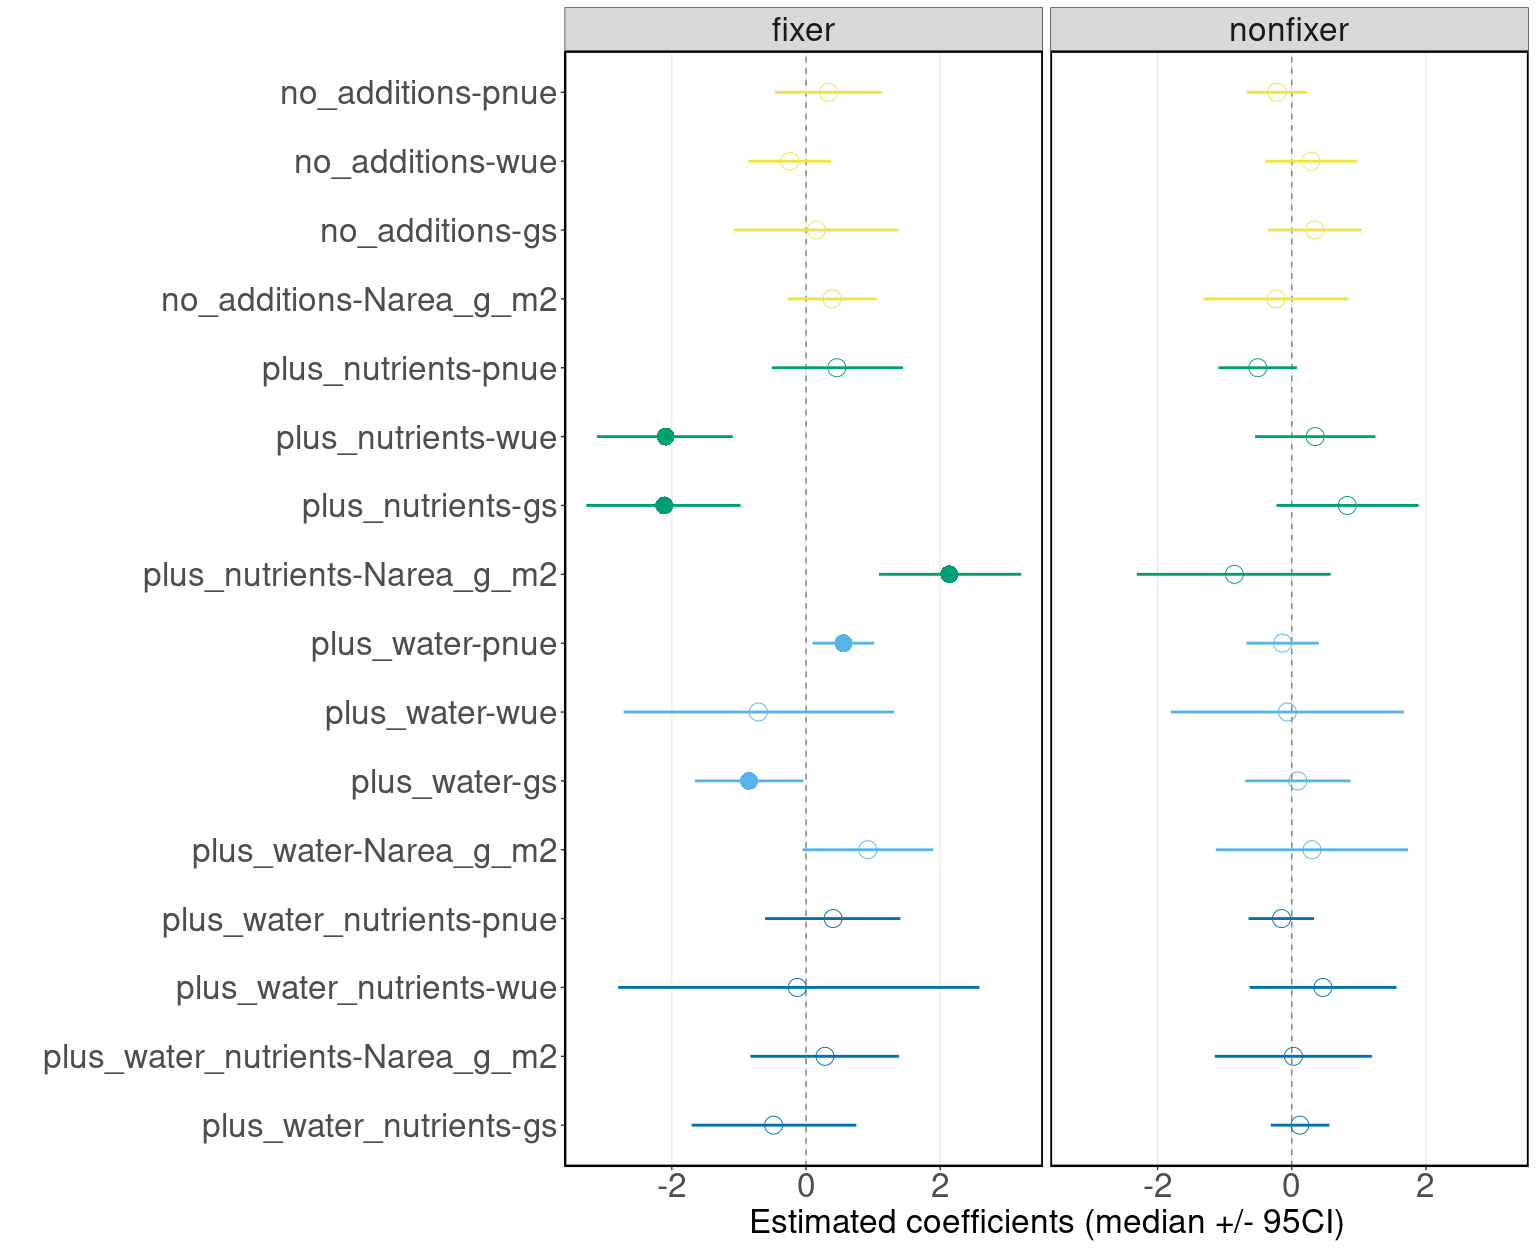 fixer
nonfixer
no_additions-pnue
no_additions-wue
no_additions-gs
no_additions-Narea_g_m2
plus_nutrients-pnue
plus_nutrients-wue
plus_nutrients-gs
plus_nutrients-Narea_g_m2
plus_water-pnue
plus_water-wue
plus_water-gs
plus_water-Narea_g_m2
plus_water_nutrients-pnue
plus_water_nutrients-wue
plus_water_nutrients-Narea_g_m2
plus_water_nutrients-gs
-2 0 2
-2 0 2
Estimated coefficients (median +/- 95CI)